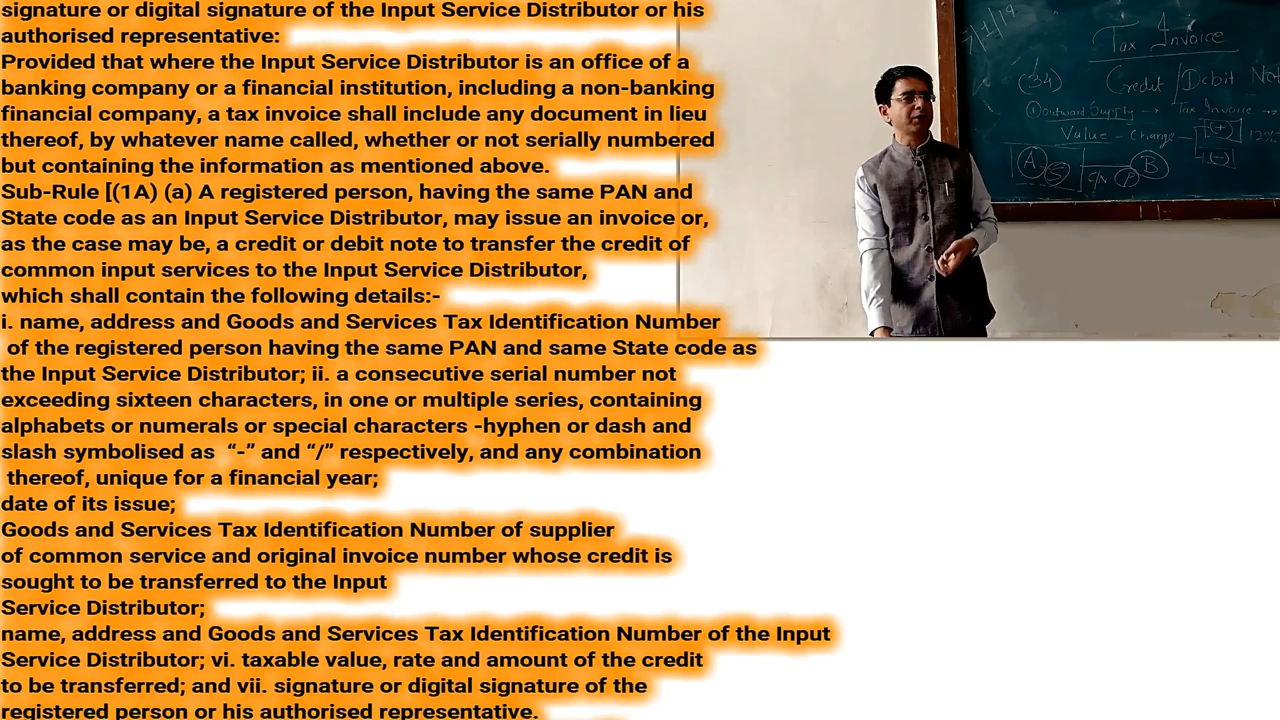 signature or digital signature of the Input Service Distributor or his
authorised representative:
Provided that where the Input Service Distributor is an office of a
banking company or a financial institution, including a non-banking
financial company, a tax invoice shall include any document in lieu
thereof, by whatever name called, whether or not serially numbered
but containing the information as mentioned above.
Sub-Rule [(1A) (a) A registered person, having the same PAN and
State code as an Input Service Distributor, may issue an invoice or,
as the case may be, a credit or debit note to transfer the credit of
common input services to the Input Service Distributor,
which shall contain the following details:-
i. name, address and Goods and Services Tax Identification Number
of the registered person having the same PAN and same State code as
the Input Service Distributor; ii. a consecutive serial number not
exceeding sixteen characters, in one or multiple series, containing
alphabets or numerals or special characters -hyphen or dash and
slash symbolised as “-” and “/” respectively, and any combination
thereof, unique for a financial year;
date of its issue;
Goods and Services Tax Identification Number of supplier
of common service and original invoice number whose credit is
sought to be transferred to the Input
Service Distributor;
name, address and Goods and Services Tax Identification Number of the Input
Service Distributor; vi. taxable value, rate and amount of the credit
to be transferred; and vii. signature or digital signature of the
registered person or his authorised representative.
Tax Invoice
(34) Credit/Debit Not
① Outward Supply - Tax Invoice →
Value - Change (+) 12%
(-)
A B